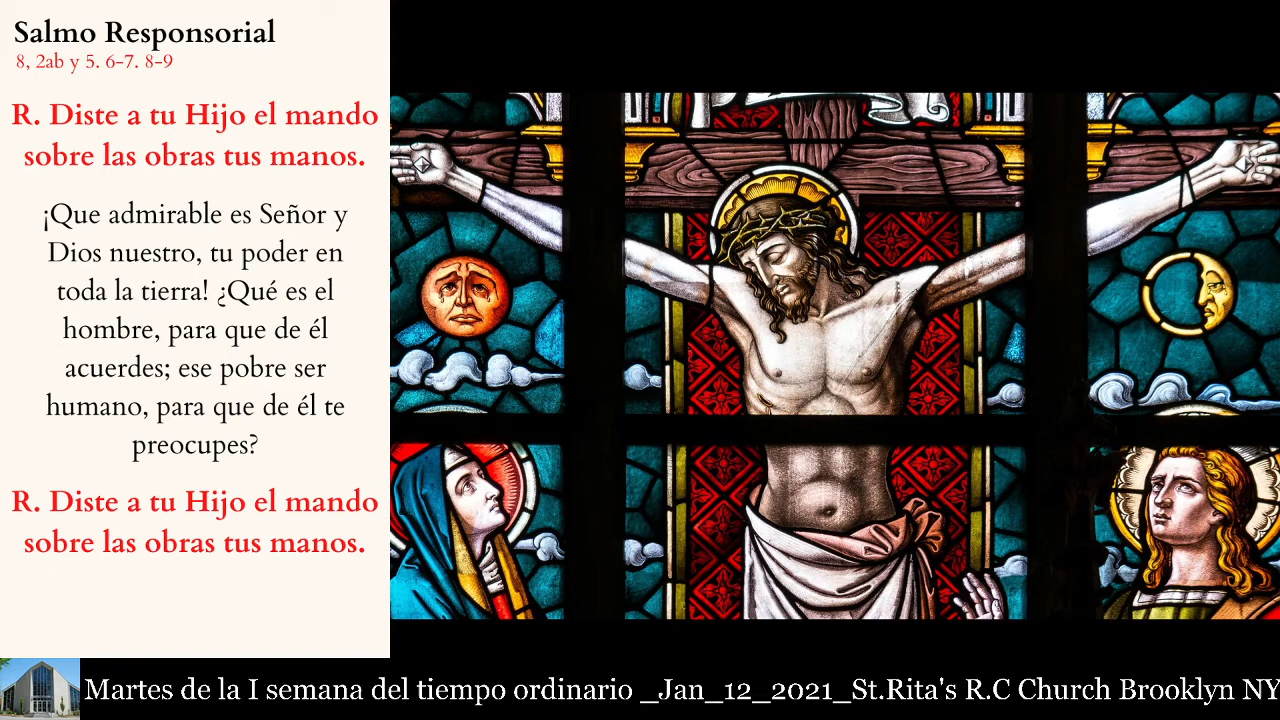 Salmo Responsorial
8, 2ab y 5. 6-7. 8-9
R. Diste a tu Hijo el mando
sobre las obras tus manos.
¡Que admirable es Señor y
Dios nuestro, tu poder en
toda la tierra! ¿Qué es el
hombre, para que de él
acuerdes; ese pobre ser
humano, para que de él te
preocupes?
R. Diste a tu Hijo el mando
sobre las obras tus manos.
Martes de la I semana del tiempo ordinario _Jan_12_2021_St.Rita's R.C Church Brooklyn NY